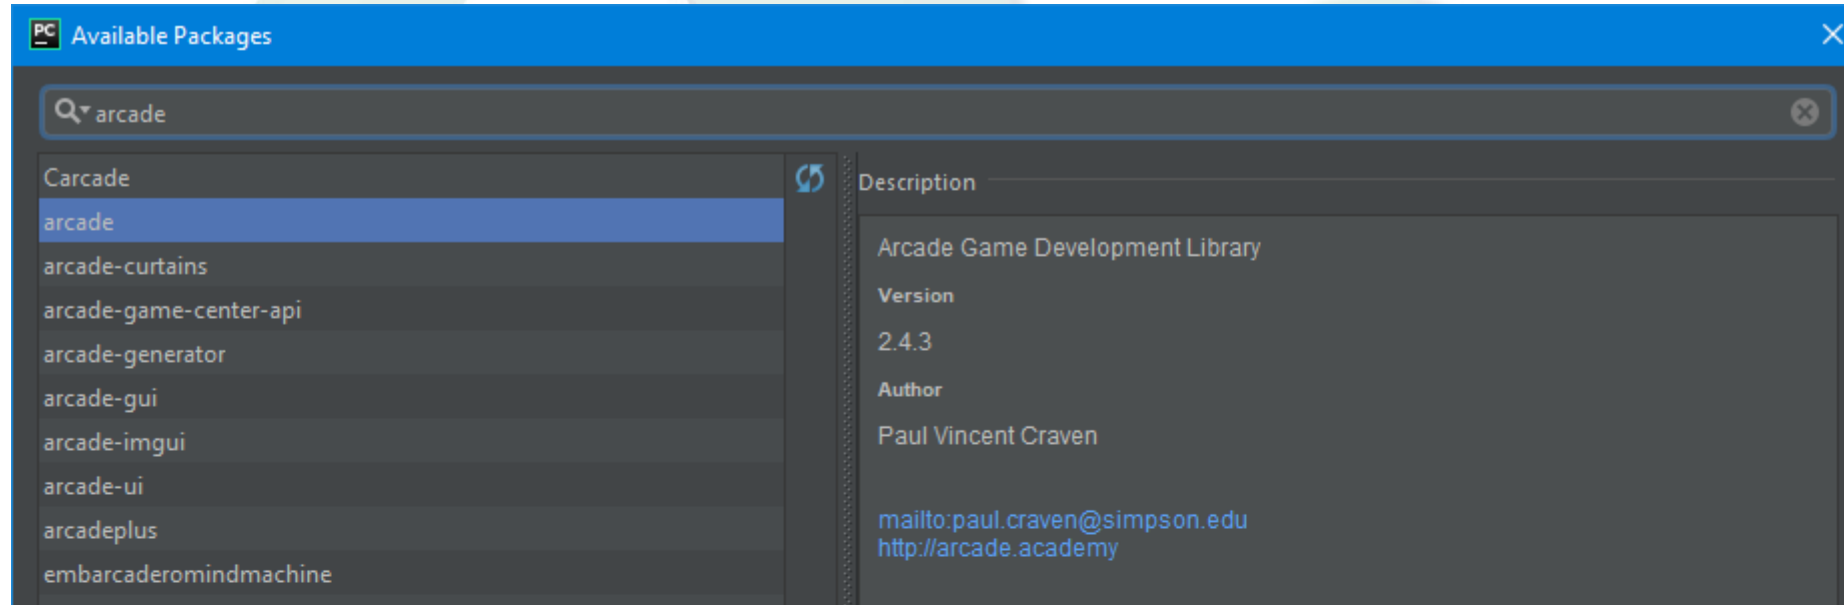 PC Available Packages
arcade
Carcade
arcade
arcade-curtains
arcade-game-center-api
arcade-generator
arcade-gui
arcade-imgui
arcade-ui
arcadeplus
embarcaderomindmachine
Description
Arcade Game Development Library
Version
2.4.3
Author
Paul Vincent Craven
mailto:paul.craven@simpson.edu
http://arcade.academy